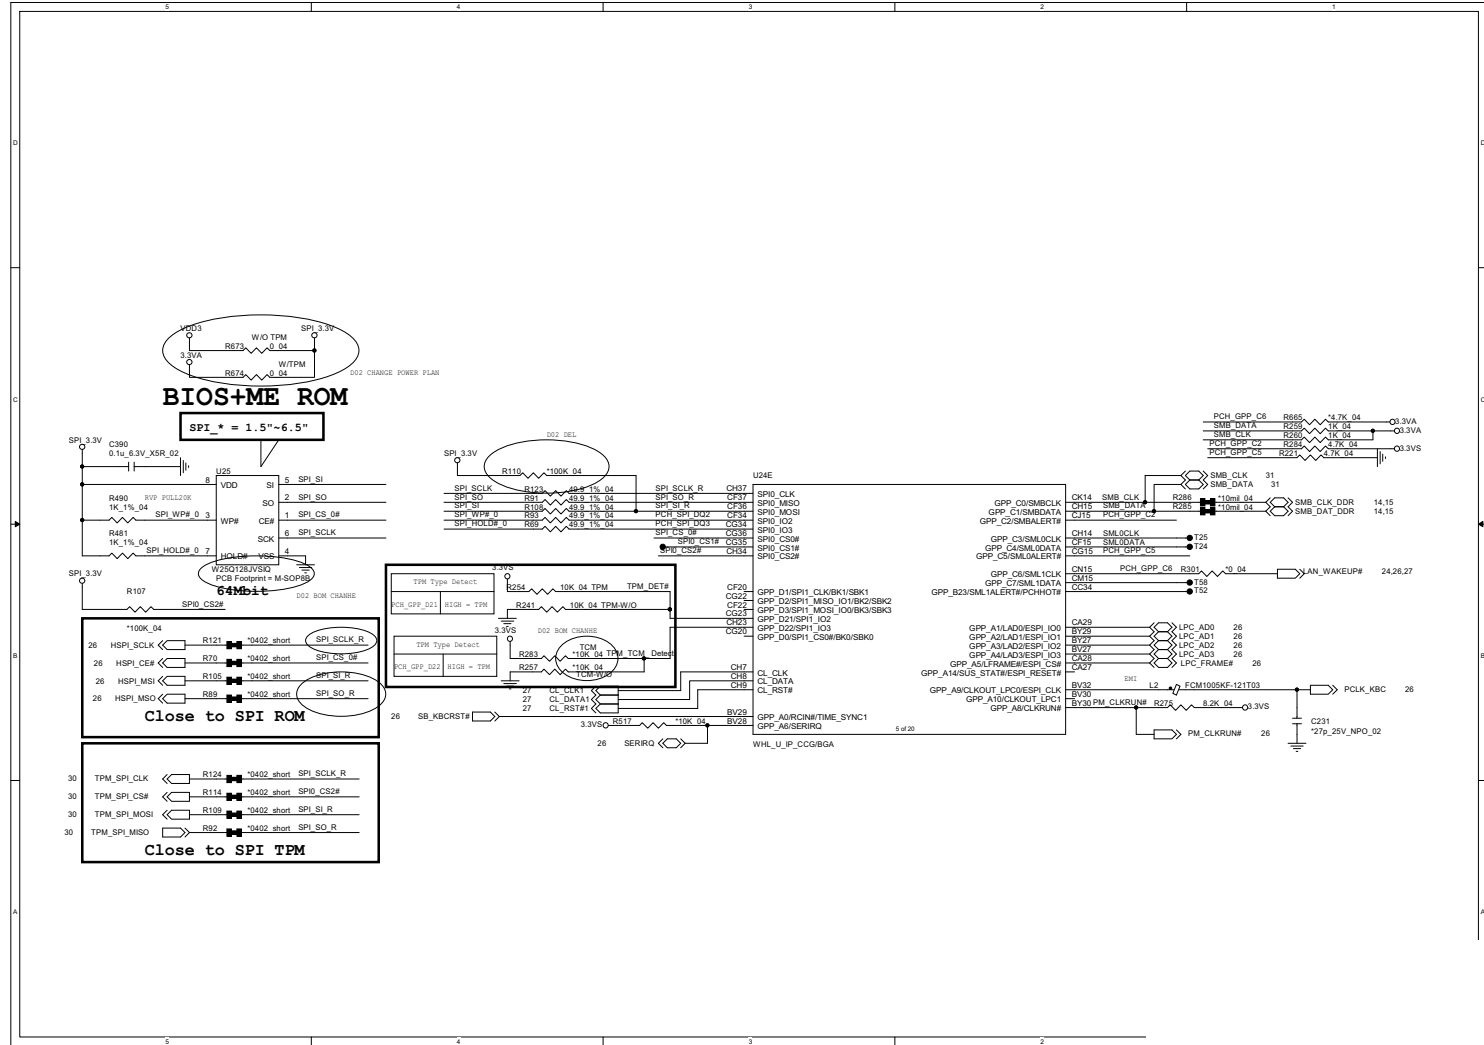 5 4 3 2 1
D D
C C
B B
A A
VDD3 SPI_3.3V
W/O TPM
R673 0_04
3.3VA
W/TPM
R674 0_04
D02 CHANGE POWER PLAN
BIOS+ME ROM
SPI_* = 1.5"~6.5"
SPI_3.3V
C390
0.1u_6.3V_X5R_02
U25
8 VDD SI 5 SPI_SI
R490 RVP PULL20K
1K_1%_04
SO 2 SPI_SO
SPI_WP#_0 3 WP# CE# 1 SPI_CS_0#
R481
1K_1%_04
SCK 6 SPI_SCLK
SPI_HOLD#_0 7 HOLD# VSS 4
W25Q128JVSIQ
PCB Footprint = M-SOP8B
64Mbit
D02 BOM CHANHE
SPI_3.3V
R107
SPI0_CS2#
*100K_04
26 HSPI_SCLK R121 *0402_short SPI_SCLK_R
26 HSPI_CE# R70 *0402_short SPI_CS_0#
26 HSPI_MSI R105 *0402_short SPI_SI_R
26 HSPI_MSO R89 *0402_short SPI_SO_R
Close to SPI ROM
30 TPM_SPI_CLK R124 *0402_short SPI_SCLK_R
30 TPM_SPI_CS# R114 *0402_short SPI0_CS2#
30 TPM_SPI_MOSI R109 *0402_short SPI_SI_R
30 TPM_SPI_MISO R92 *0402_short SPI_SO_R
Close to SPI TPM
D02 DEL
SPI_3.3V
R110 *100K_04
SPI_SCLK R123 49.9_1%_04 SPI_SCLK_R CH37 SPI0_CLK
SPI_SO R91 49.9_1%_04 SPI_SO_R CF37 SPI0_MISO
SPI_SI R108 49.9_1%_04 SPI_SI_R CF36 SPI0_MOSI
SPI_WP#_0 R93 49.9_1%_04 PCH_SPI_DQ2 CF34 SPI0_IO2
SPI_HOLD#_0 R69 49.9_1%_04 PCH_SPI_DQ3 CG34 SPI0_IO3
SPI_CS_0# CG36 SPI0_CS0#
SPI0_CS1# CG35 SPI0_CS1#
SPI0_CS2# CH34 SPI0_CS2#
TPM Type Detect
PCH_GPP_D21 HIGH = TPM
3.3VS
R254 10K_04_TPM TPM_DET#
R241 10K_04_TPM-W/O
TPM Type Detect
PCH_GPP_D22 HIGH = TPM
3.3VS
D02 BOM CHANHE
TCM
R283 *10K_04 TPM_TCM_Detect
R257 *10K_04
TCM-W/O
U24E
CF20 GPP_D1/SPI1_CLK/BK1/SBK1
CG22 GPP_D2/SPI1_MISO_IO1/BK2/SBK2
CF22 GPP_D3/SPI1_MOSI_IO0/BK3/SBK3
CG23 GPP_D21/SPI1_IO2
CH23 GPP_D22/SPI1_IO3
CG20 GPP_D0/SPI1_CS0#/BK0/SBK0
CH7 CL_CLK
CH8 CL_DATA
CH9 CL_RST#
27 CL_CLK1
27 CL_DATA1
27 CL_RST#1
26 SB_KBCRST# BV29 GPP_A0/RCIN#/TIME_SYNC1
3.3VS R517 *10K_04 BV28 GPP_A6/SERIRQ
26 SERIRQ
5 of 20
WHL_U_IP_CCG/BGA
PCH_GPP_C6 R665 *4.7K_04 3.3VA
SMB_DATA R259 1K_04 3.3VA
SMB_CLK R260 1K_04
PCH_GPP_C2 R284 4.7K_04 3.3VS
PCH_GPP_C5 R221 4.7K_04
SMB_CLK 31
SMB_DATA 31
GPP_C0/SMBCLK CK14 SMB_CLK R286 *10mil_04 SMB_CLK_DDR 14,15
GPP_C1/SMBDATA CH15 SMB_DATA R285 *10mil_04 SMB_DAT_DDR 14,15
GPP_C2/SMBALERT# CJ15 PCH_GPP_C2
GPP_C3/SML0CLK CH14 SML0CLK T25
GPP_C4/SML0DATA CF15 SML0DATA T24
GPP_C5/SML0ALERT# CG15 PCH_GPP_C5
GPP_C6/SML1CLK CN15 PCH_GPP_C6 R301 *0_04 LAN_WAKEUP# 24,26,27
GPP_C7/SML1DATA CM15 T58
GPP_B23/SML1ALERT#/PCHHOT# CC34 T52
GPP_A1/LAD0/ESPI_IO0 CA29 LPC_AD0 26
GPP_A2/LAD1/ESPI_IO1 BY29 LPC_AD1 26
GPP_A3/LAD2/ESPI_IO2 BY27 LPC_AD2 26
GPP_A4/LAD3/ESPI_IO3 BV27 LPC_AD3 26
GPP_A5/LFRAME#/ESPI_CS# CA28 LPC_FRAME# 26
GPP_A14/SUS_STAT#/ESPI_RESET# CA27
EMI
GPP_A9/CLKOUT_LPC0/ESPI_CLK BV32 L2 FCM1005KF-121T03 PCLK_KBC 26
GPP_A10/CLKOUT_LPC1 BV30
GPP_A8/CLKRUN# BY30 PM_CLKRUN# R275 8.2K_04 3.3VS
C231
*27p_25V_NPO_02
PM_CLKRUN# 26
5 4 3 2